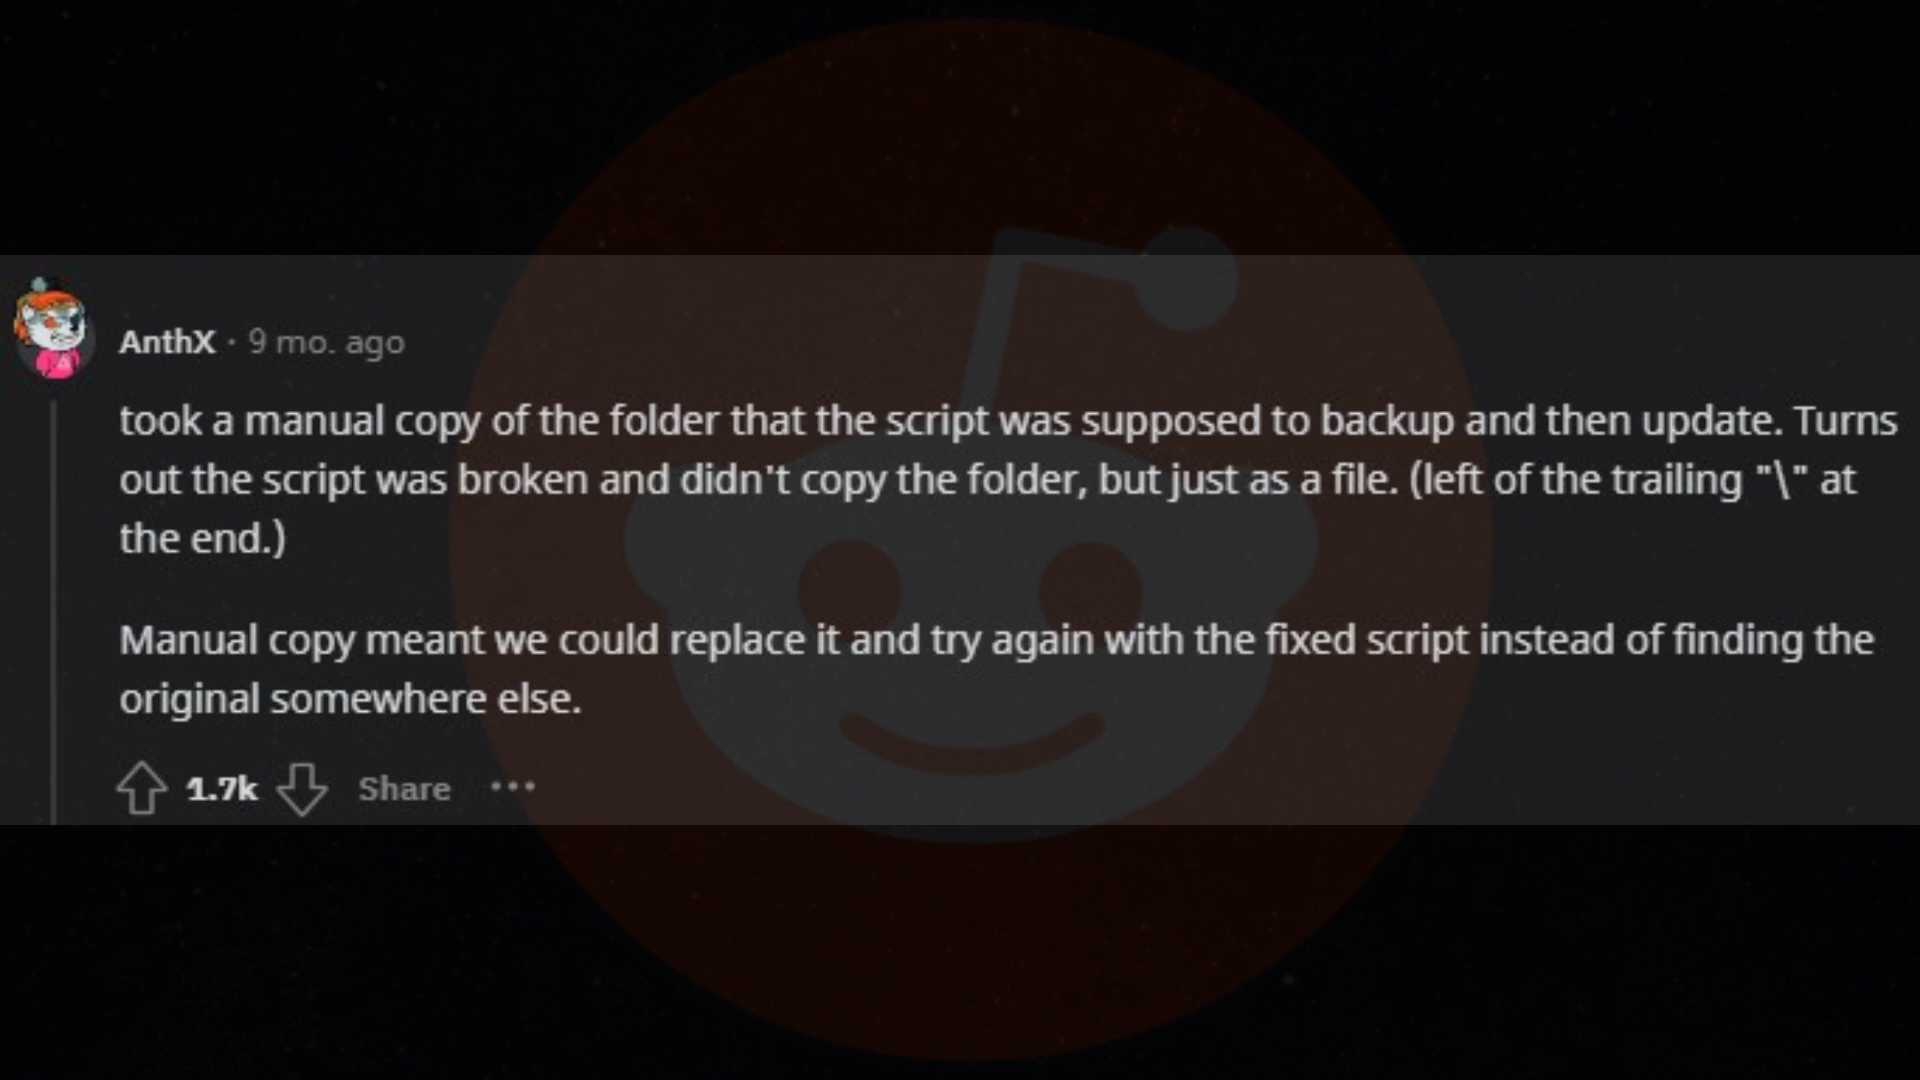 AnthX · 9 mo. ago
took a manual copy of the folder that the script was supposed to backup and then update. Turns
out the script was broken and didn't copy the folder, but just as a file. (left of the trailing "\" at
the end.)
Manual copy meant we could replace it and try again with the fixed script instead of finding the
original somewhere else.
1.7k Share ···